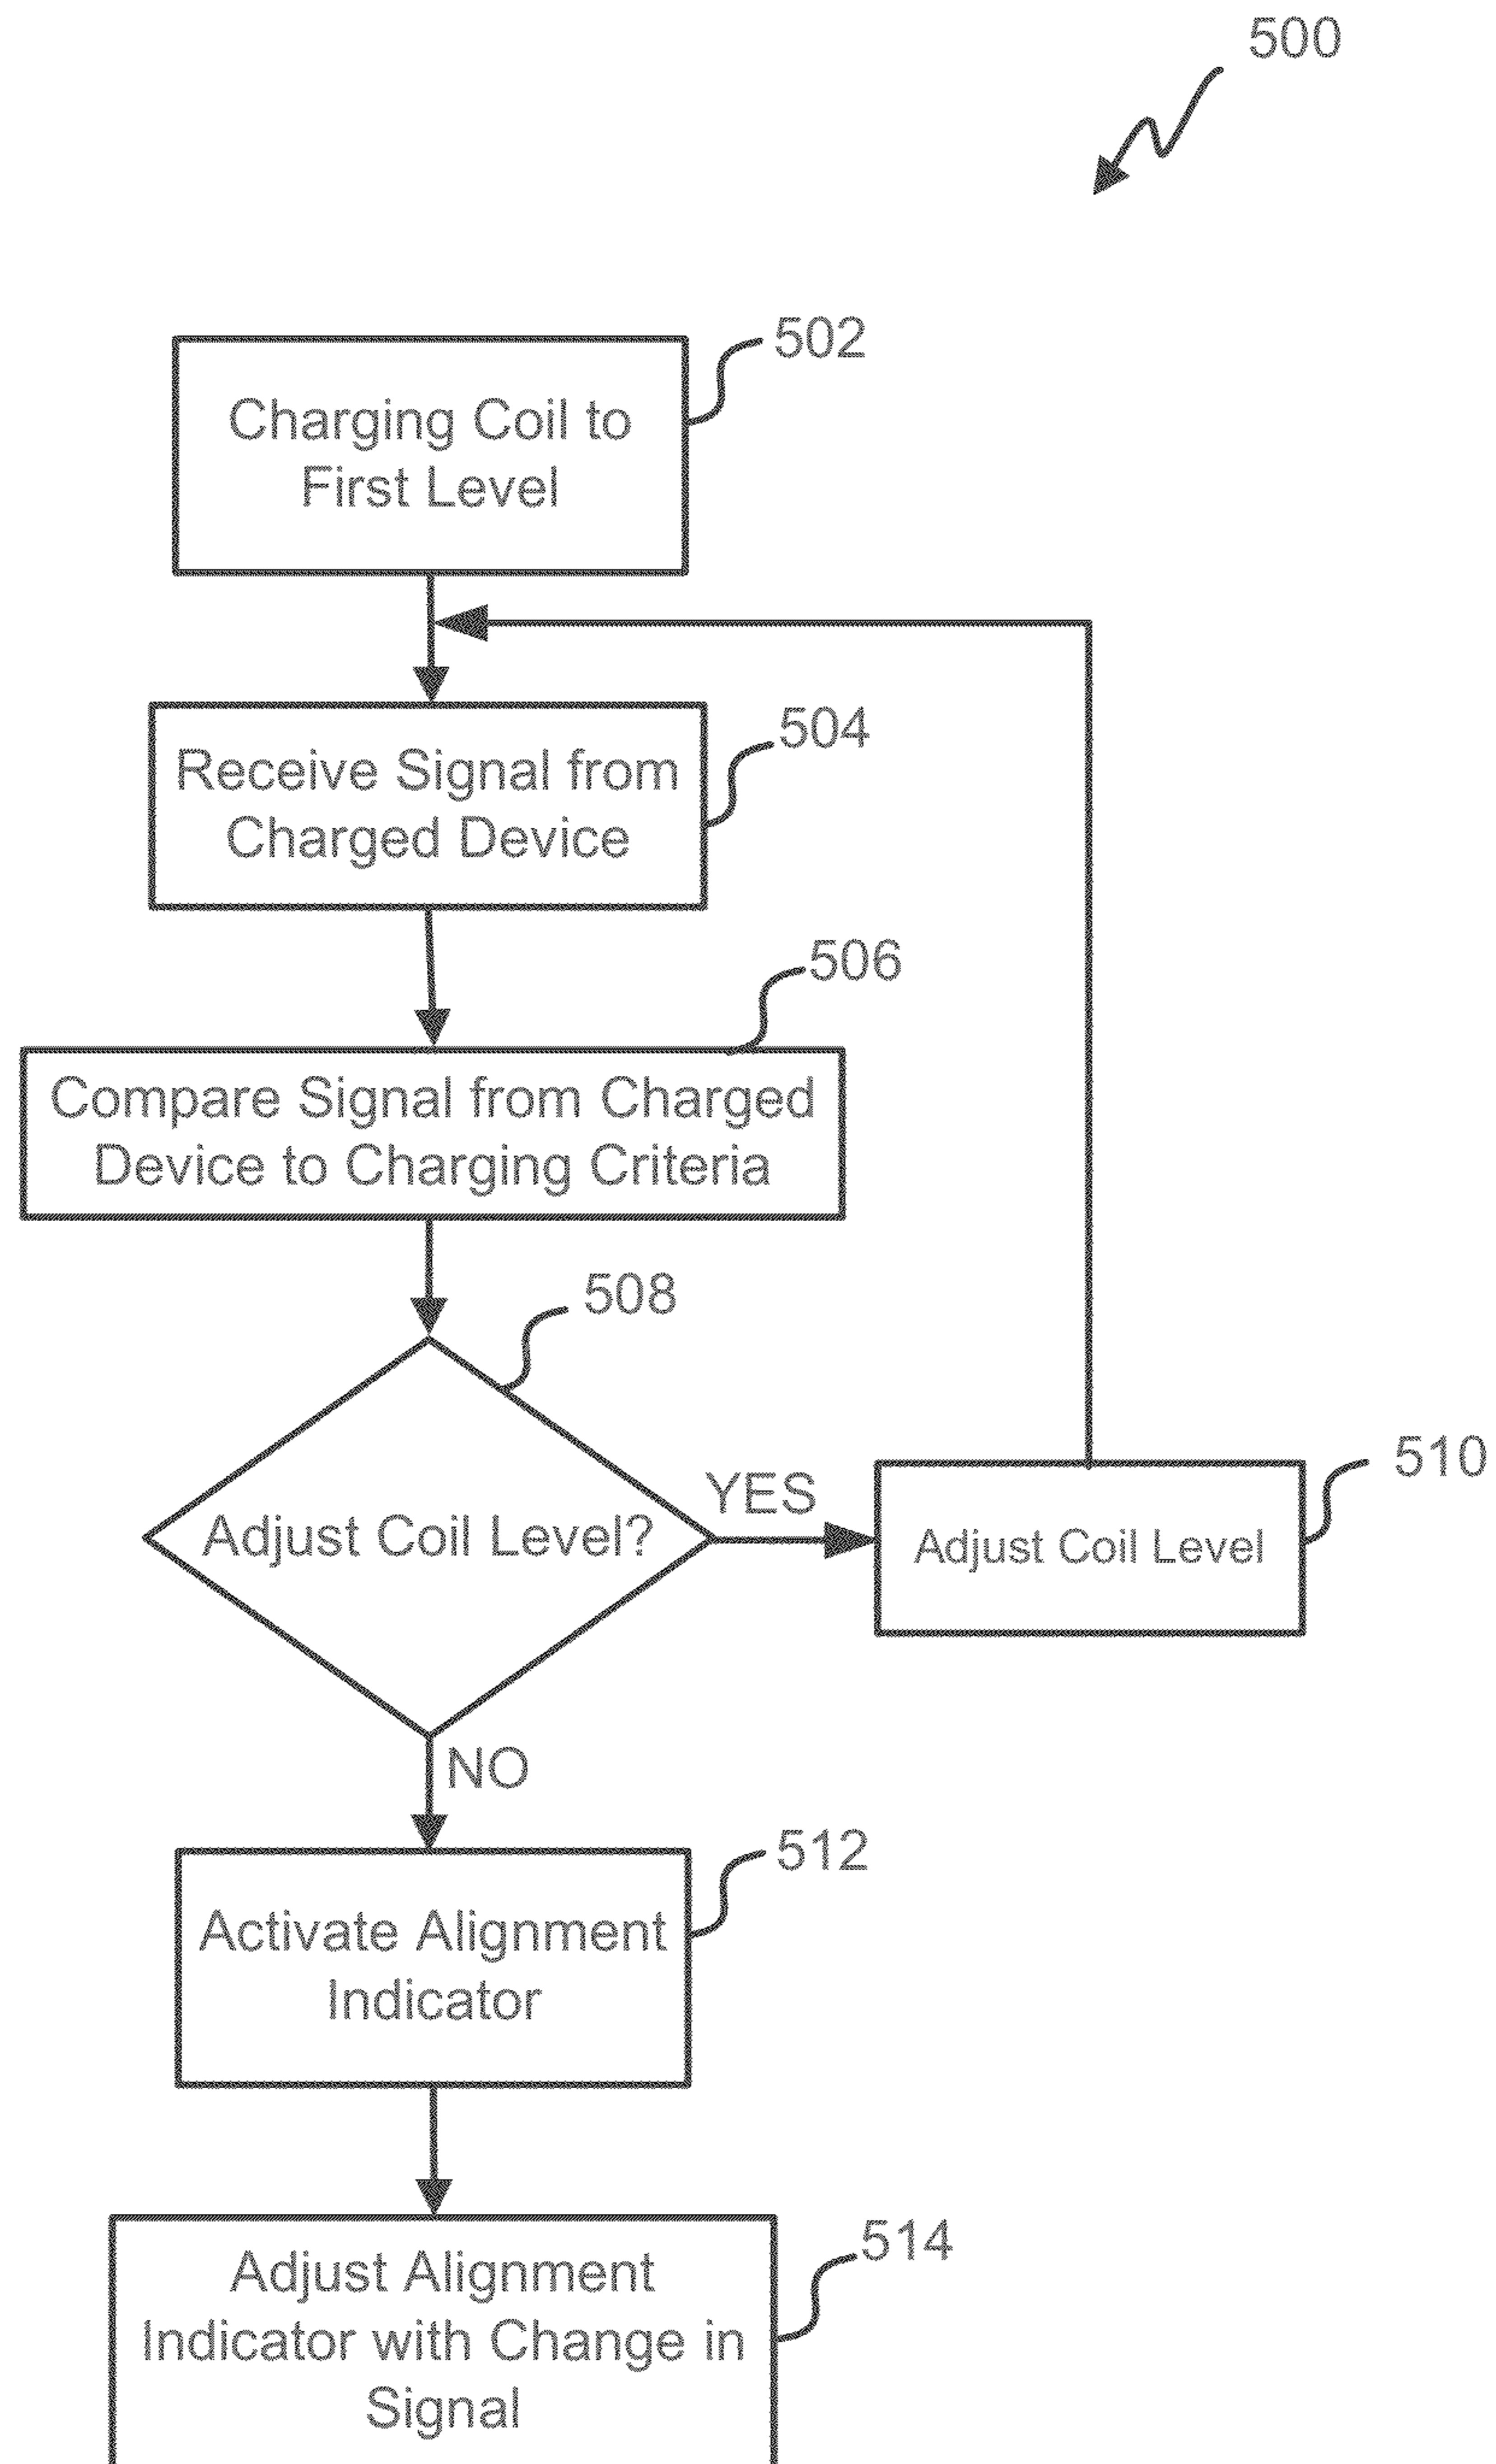 500
502
Charging Coil to
First Level
504
Receive Signal from
Charged Device
506
Compare Signal from Charged
Device to Charging Criteria
508
Adjust Coil Level?
YES
510
Adjust Coil Level
NO
512
Activate Alignment
Indicator
514
Adjust Alignment
Indicator with Change in
Signal